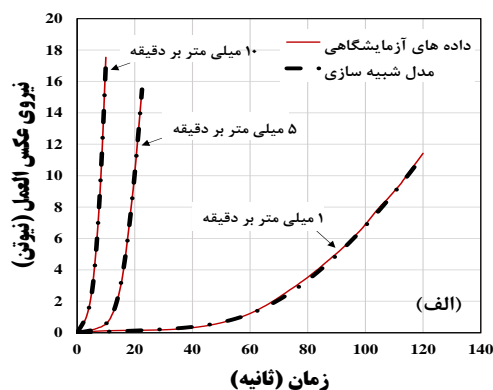 نیروی عکس العمل (نیوتن)
20
18
16
14
12
10
8
6
4
2
0
داده های آزمایشگاهی
مدل شبیه سازی
۱۰ میلی متر بر دقیقه
۵ میلی متر بر دقیقه
۱ میلی متر بر دقیقه
(الف)
0 20 40 60 80 100 120 140
زمان (ثانیه)